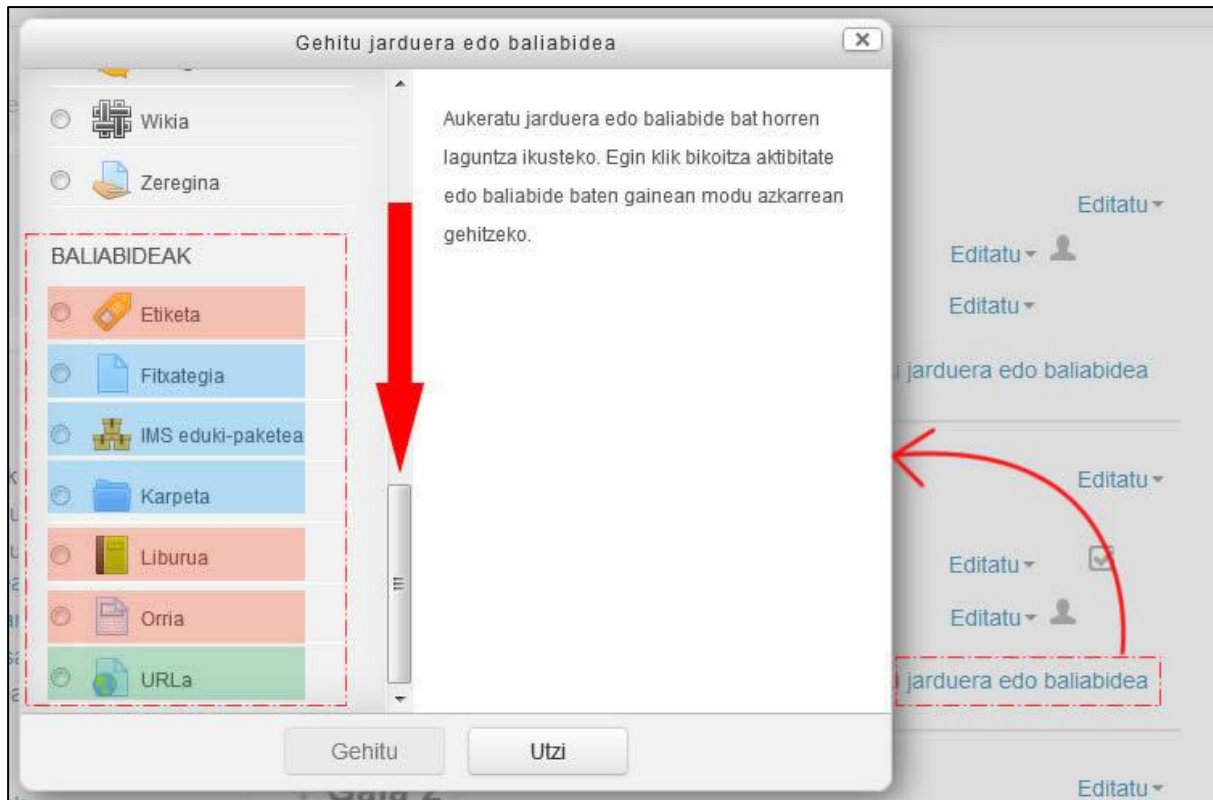 Gehitu jarduera edo baliabidea
Wikia
Zeregina
BALIABIDEAK
Etiketa
Fitxategia
IMS eduki-paketea
Karpeta
Liburua
Orria
URLa
Aukeratu jarduera edo baliabide bat horren
laguntza ikusteko. Egin klik bikoitza aktibitate
edo baliabide baten gainean modu azkarrean
gehitzeko.
Gehitu
Utzi
Editatu
Editatu
Editatu
jarduera edo baliabidea
Editatu
Editatu
Editatu
jarduera edo baliabidea
Gaia 2
Editatu